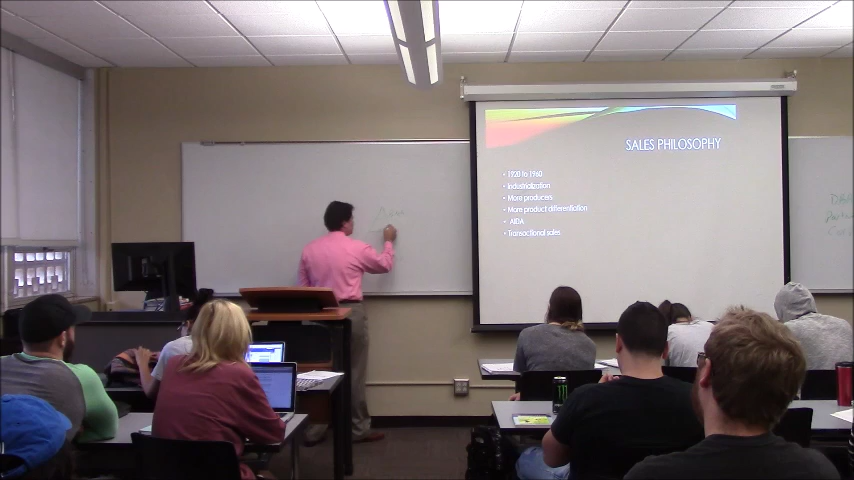 SALES PHILOSOPHY
• 1920 to 1960
• Industrialization
• More producers
• More product differentiation
• AIDA
• Transactional sales